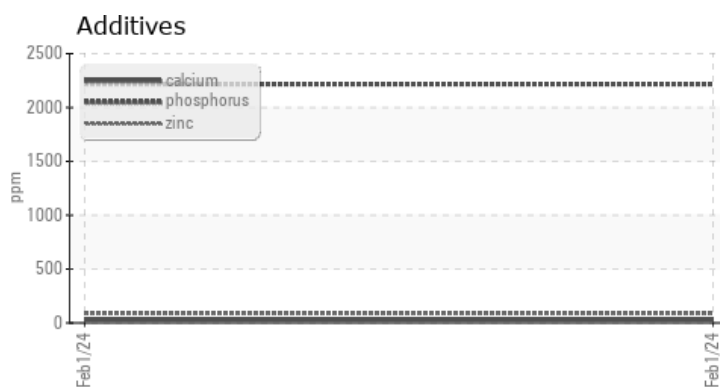 Additives
2500
2000
1500
1000
500
0
ppm
calcium
phosphorus
zinc
Feb1/24
Feb1/24